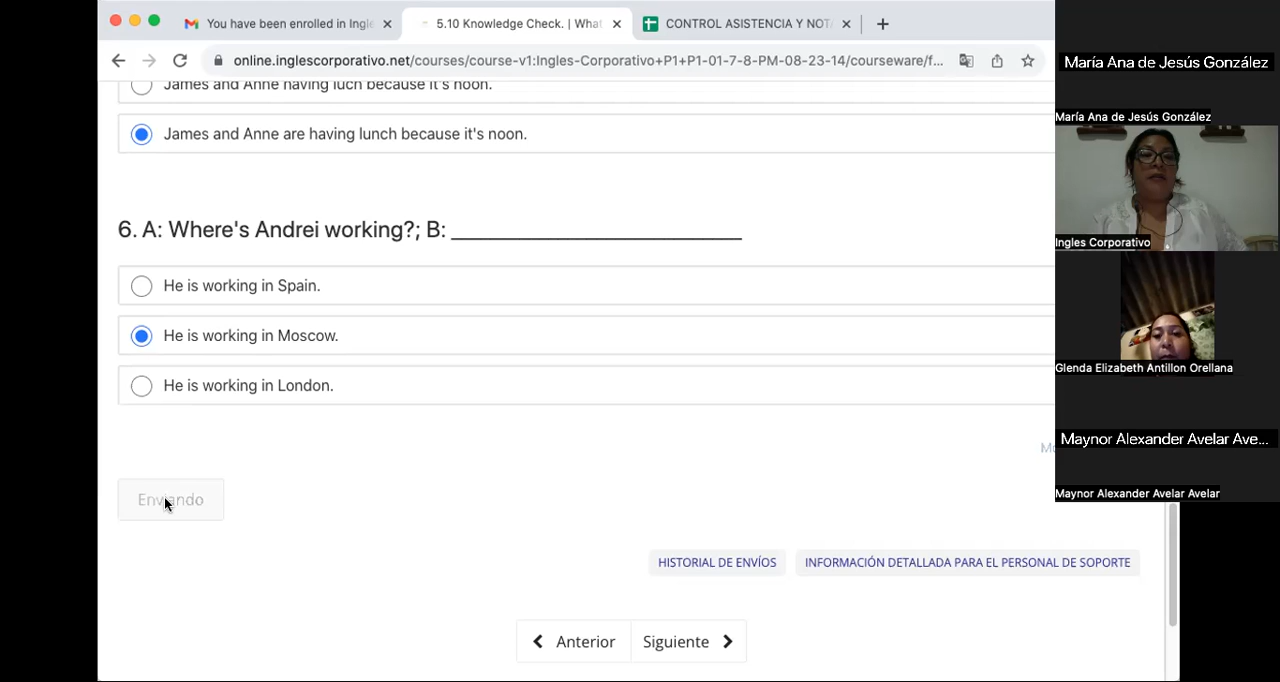 You have been enrolled in Ingle
5.10 Knowledge Check. | What
CONTROL ASISTENCIA Y NOT
online.inglescorporativo.net/courses/course-v1:Ingles-Corporativo+P1+P1-01-7-8-PM-08-23-14/courseware/f...
James and Anne having luch because it's noon.
James and Anne are having lunch because it's noon.
6. A: Where's Andrei working?; B: ____________________
He is working in Spain.
He is working in Moscow.
He is working in London.
Enviando
HISTORIAL DE ENVÍOS
INFORMACIÓN DETALLADA PARA EL PERSONAL DE SOPORTE
Anterior
Siguiente
María Ana de Jesús González
María Ana de Jesús González
Ingles Corporativo
Glenda Elizabeth Antillon Orellana
Maynor Alexander Avelar Ave...
Maynor Alexander Avelar Avelar